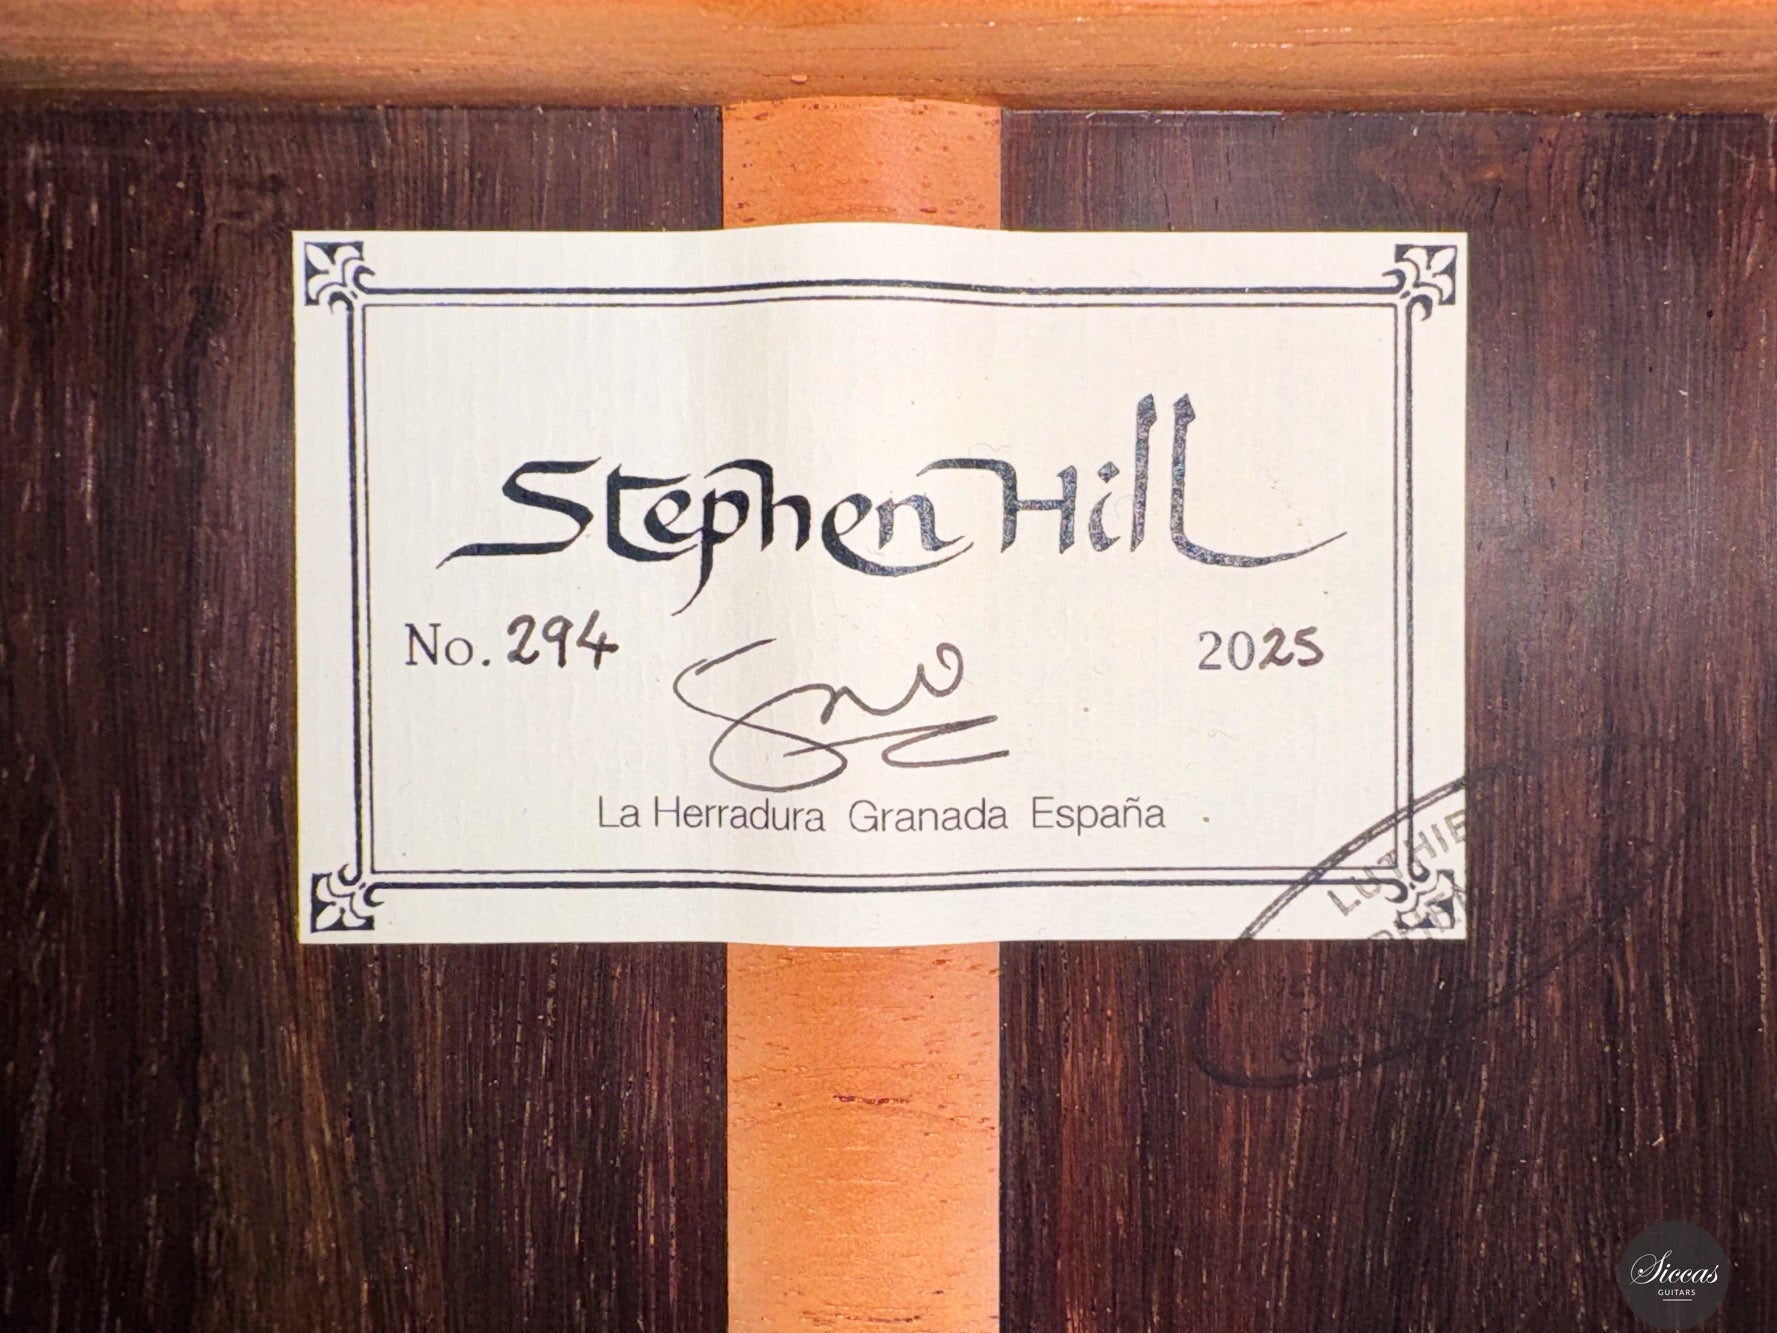 Stephen Hill
No. 294
2025
La Herradura Granada España
Siccas
GUITARS